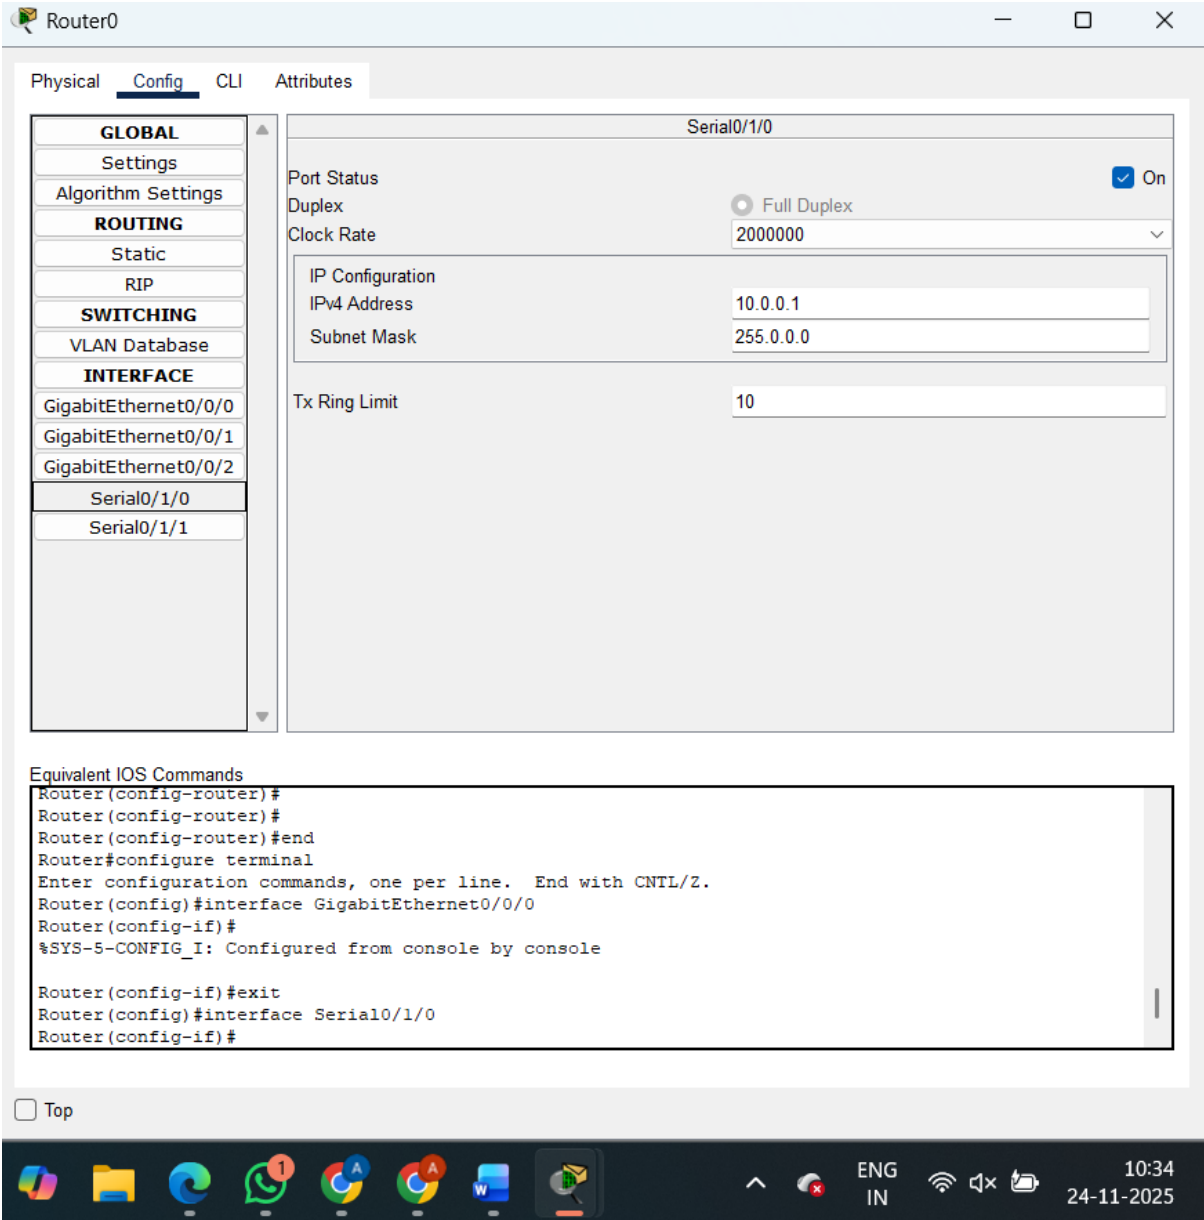 Router0
Physical Config CLI Attributes
GLOBAL
Settings
Algorithm Settings
ROUTING
Static
RIP
SWITCHING
VLAN Database
INTERFACE
GigabitEthernet0/0/0
GigabitEthernet0/0/1
GigabitEthernet0/0/2
Serial0/1/0
Serial0/1/1
Serial0/1/0
Port Status On
Duplex Full Duplex
Clock Rate 2000000
IP Configuration
IPv4 Address 10.0.0.1
Subnet Mask 255.0.0.0
Tx Ring Limit 10
Equivalent IOS Commands
Router(config-router)#
Router(config-router)#
Router(config-router)#end
Router#configure terminal
Enter configuration commands, one per line. End with CNTL/Z.
Router(config)#interface GigabitEthernet0/0/0
Router(config-if)#
%SYS-5-CONFIG_I: Configured from console by console
Router(config-if)#exit
Router(config)#interface Serial0/1/0
Router(config-if)#
Top
1
A
A
W
ENG
IN
10:34
24-11-2025